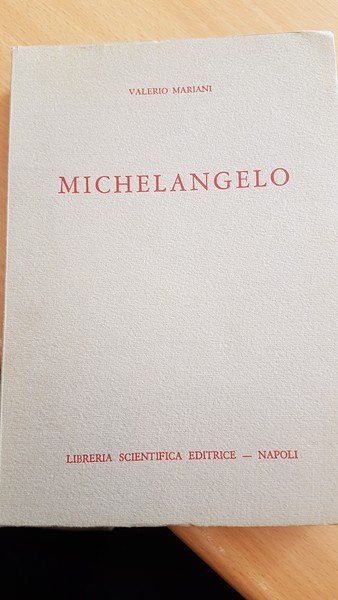 VALERIO MARIANI
MICHELANGELO
LIBRERIA SCIENTIFICA EDITRICE — NAPOLI